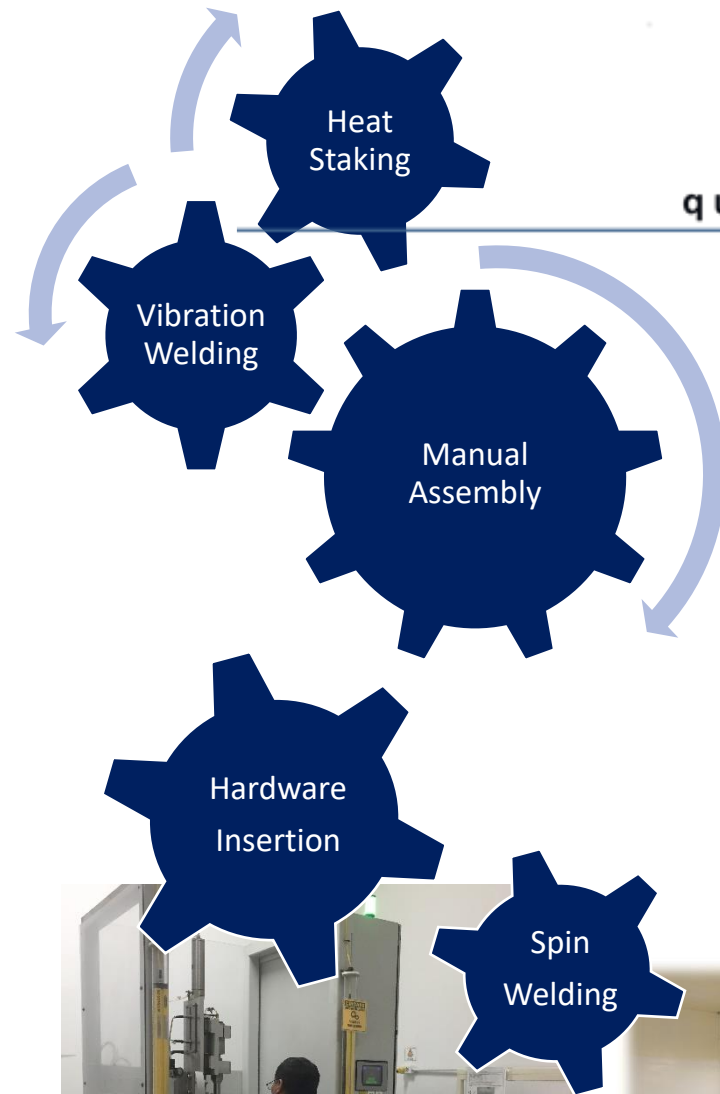 Heat
Staking
q u
Vibration
Welding
Manual
Assembly
Hardware
Insertion
Spin
Welding